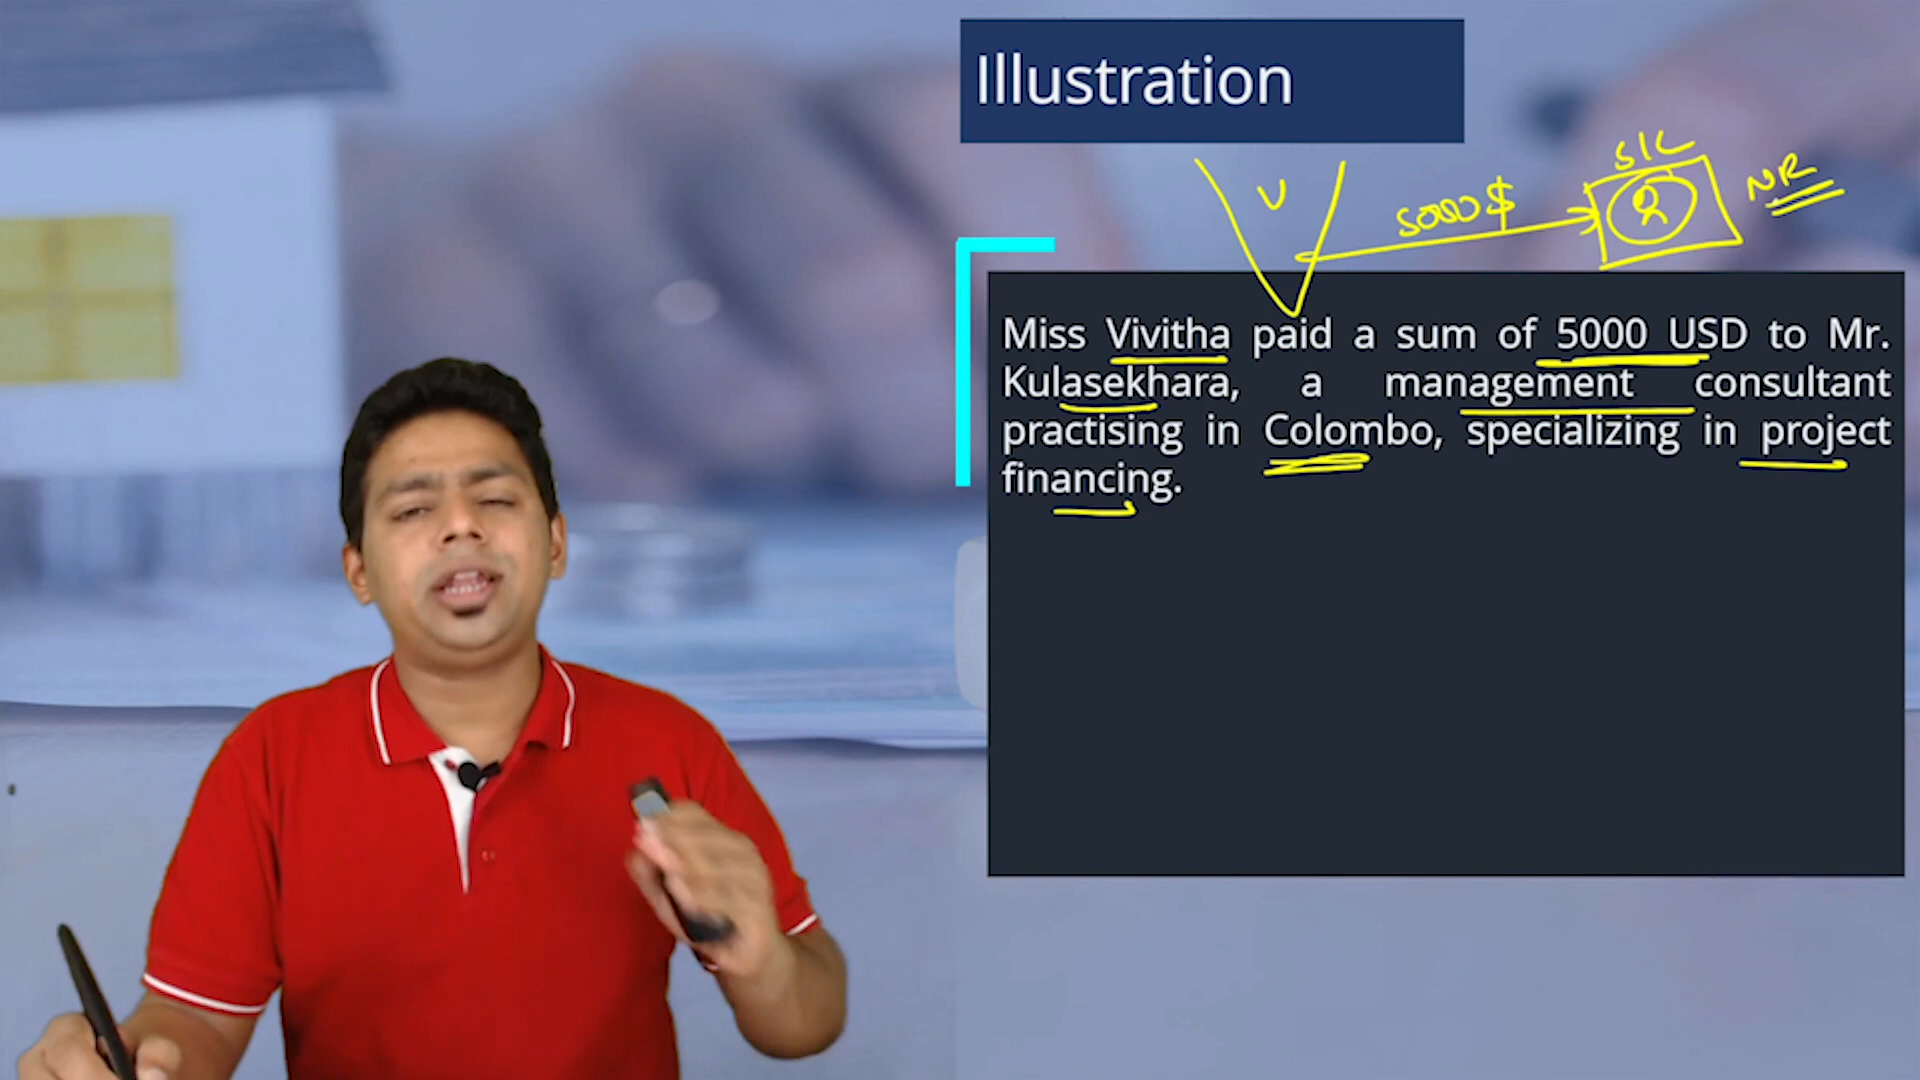 Illustration
S/L
V
5000 $
NR
Miss Vivitha paid a sum of 5000 USD to Mr.
Kulasekhara, a management consultant
practising in Colombo, specializing in project
financing.